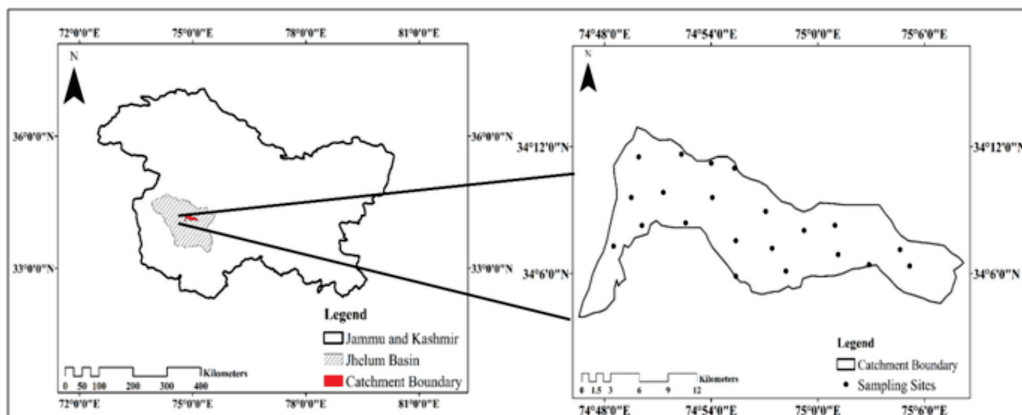 72°0'0"E 75°0'0"E 78°0'0"E 81°0'0"E
N
36°0'0"N 36°0'0"N
33°0'0"N 33°0'0"N
Legend
Jammu and Kashmir
Jhelum Basin
Catchment Boundary
Kilometers
0 50 100 200 300 400
72°0'0"E 75°0'0"E 78°0'0"E 81°0'0"E
74°48'0"E 74°54'0"E 75°0'0"E 75°6'0"E
N
34°12'0"N 34°12'0"N
34°6'0"N 34°6'0"N
Legend
Catchment Boundary
Sampling Sites
Kilometers
0 1.5 3 6 9 12
74°48'0"E 74°54'0"E 75°0'0"E 75°6'0"E